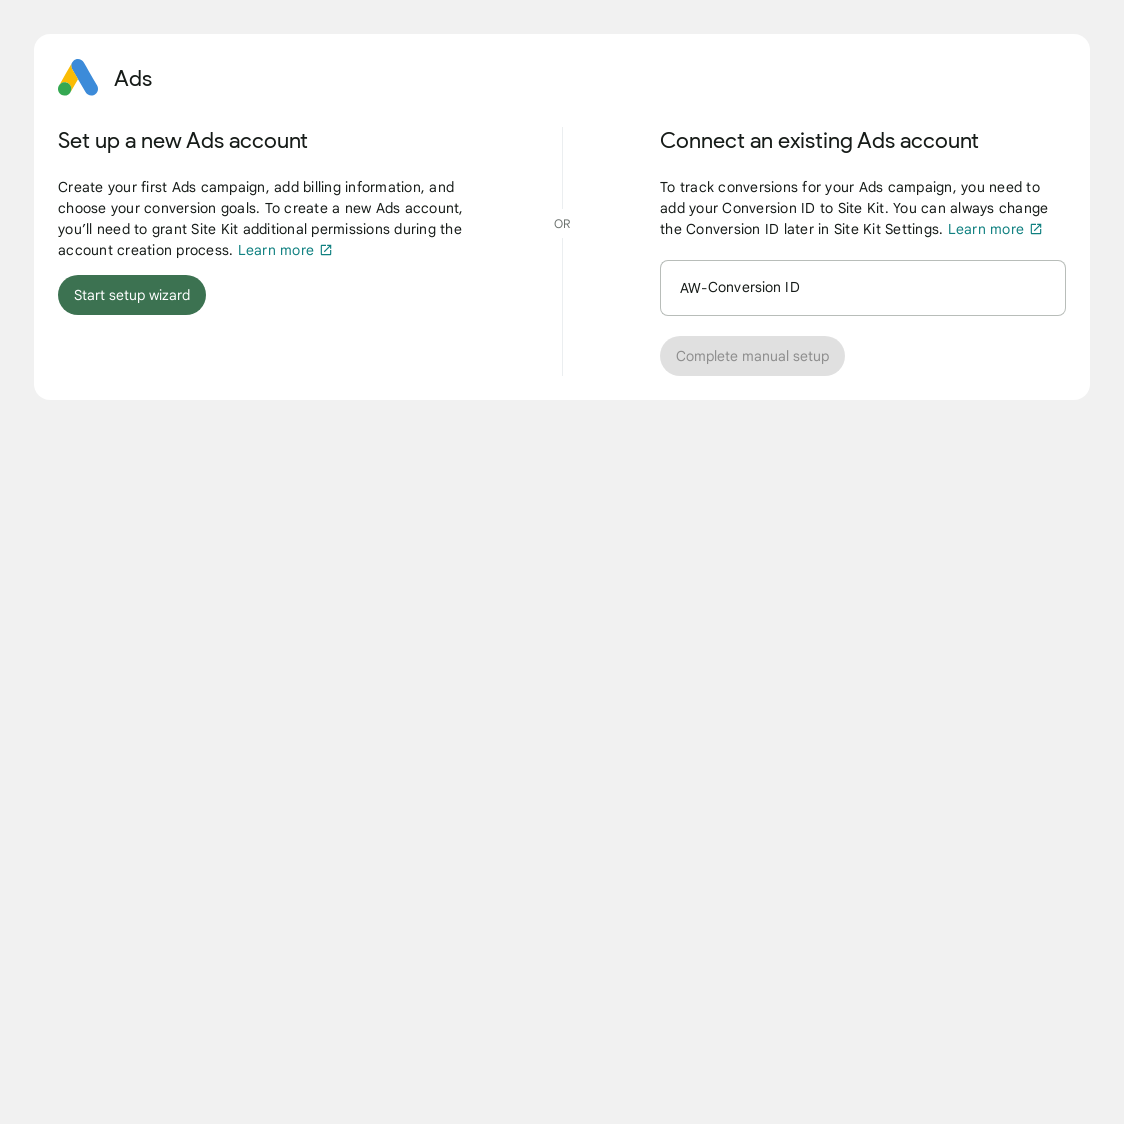 Ads
Set up a new Ads account
Create your first Ads campaign, add billing information, and
choose your conversion goals. To create a new Ads account,
you’ll need to grant Site Kit additional permissions during the
account creation process. Learn more
Start setup wizard
OR
Connect an existing Ads account
To track conversions for your Ads campaign, you need to
add your Conversion ID to Site Kit. You can always change
the Conversion ID later in Site Kit Settings. Learn more
AW-Conversion ID
Complete manual setup